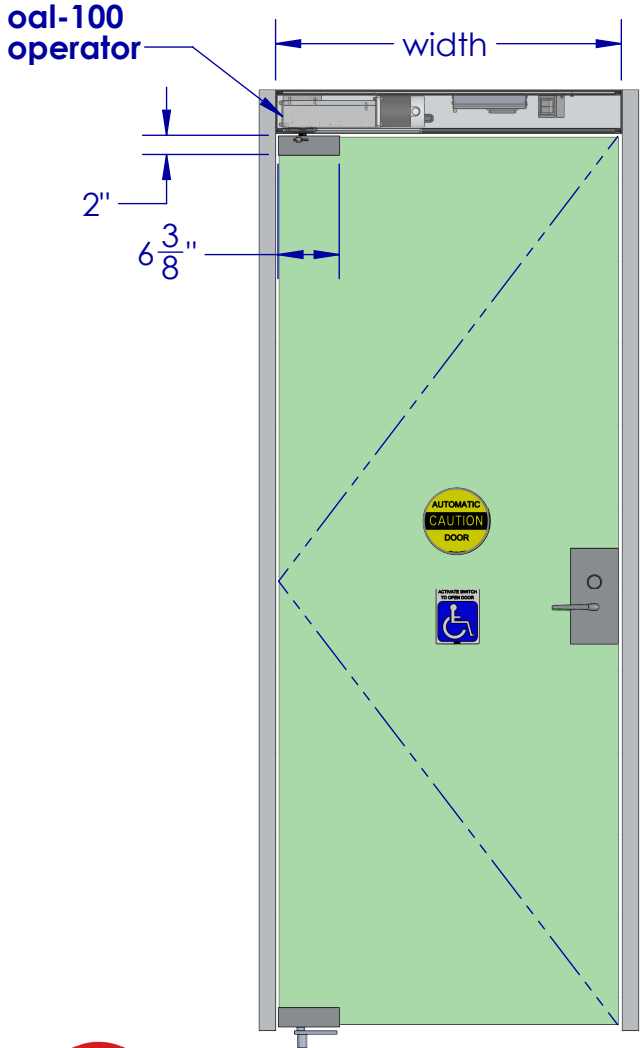 oal-100
operator
width
2"
6 3/8"
AUTOMATIC
CAUTION
DOOR
ACTIVATE SWITCH
TO OPEN DOOR